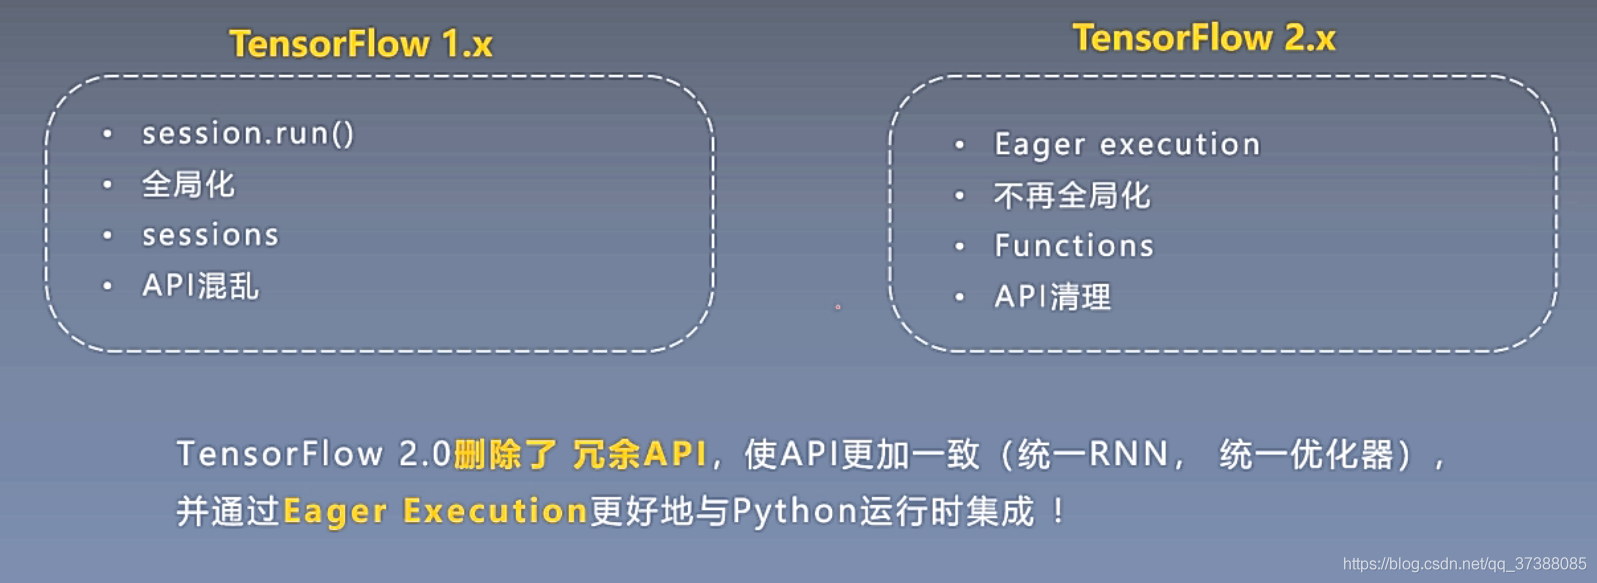 TensorFlow 1.x
• session.run()
• 全局化
• sessions
• API混乱
TensorFlow 2.x
• Eager execution
• 不再全局化
• Functions
• API清理
TensorFlow 2.0删除了 冗余API，使API更加一致（统一RNN， 统一优化器），
并通过Eager Execution更好地与Python运行时集成 ！
https://blog.csdn.net/qq_37388085